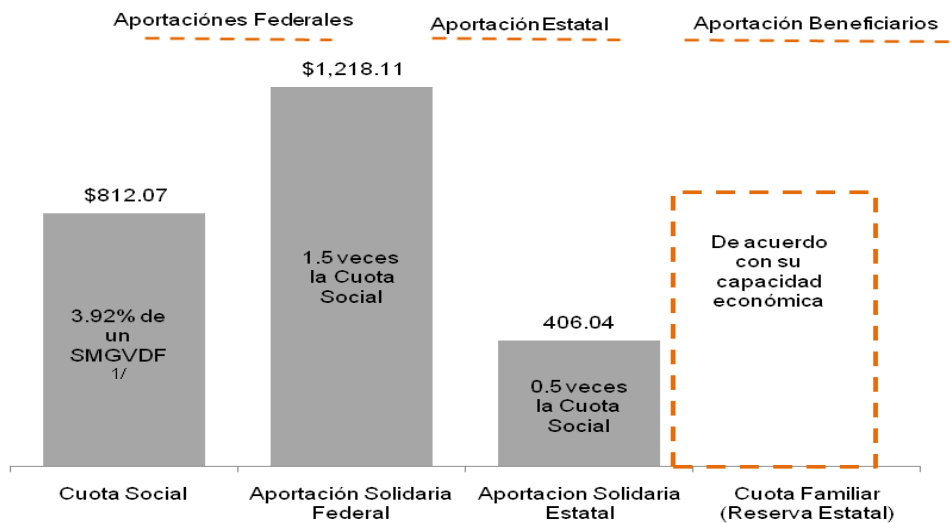 Aportaciónes Federales
Aportación Estatal
Aportación Beneficiarios
$1,218.11
$812.07
406.04
3.92% de
un
SMGVDF
1/
1.5 veces
la Cuota
Social
0.5 veces
la Cuota
Social
De acuerdo
con su
capacidad
económica
Cuota Social
Aportación Solidaria
Federal
Aportacion Solidaria
Estatal
Cuota Familiar
(Reserva Estatal)